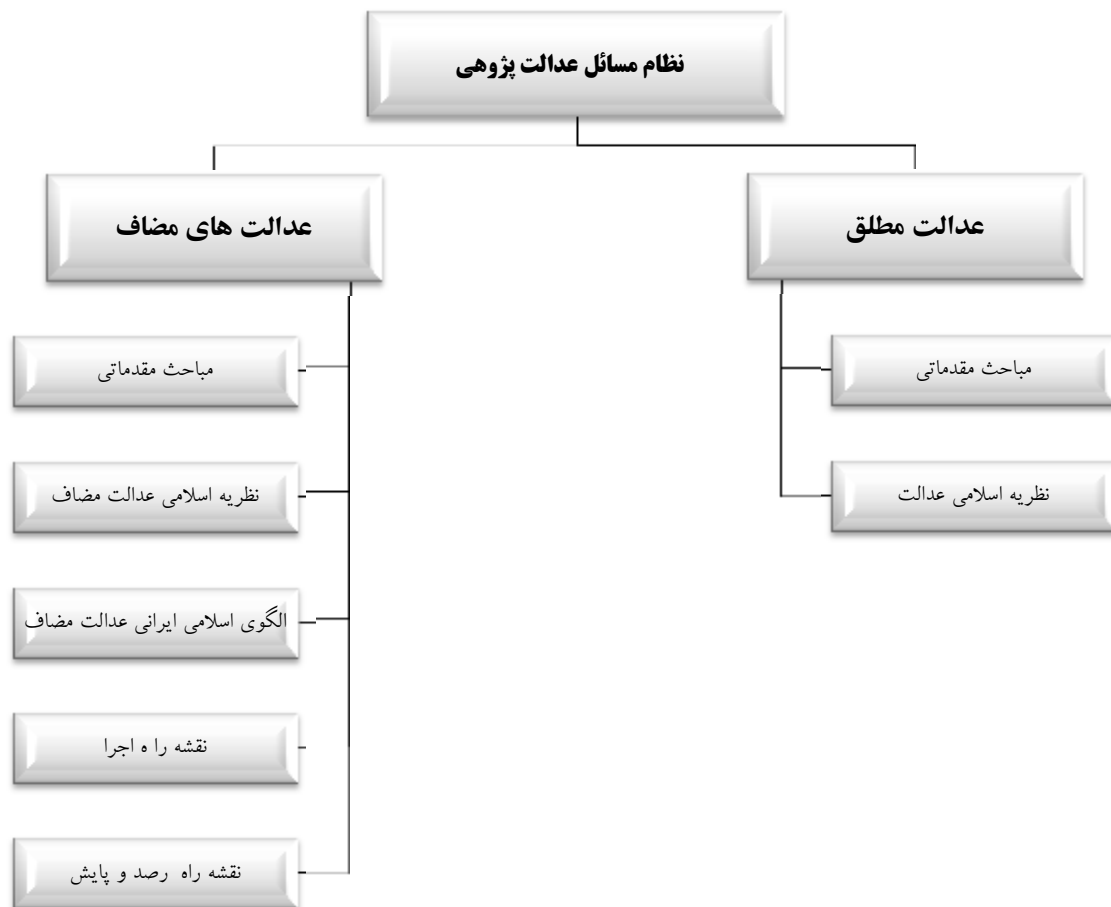 نظام مسائل عدالت پژوهی
عدالت مطلق
مباحث مقدماتی
نظریه اسلامی عدالت
عدالت های مضاف
مباحث مقدماتی
نظریه اسلامی عدالت مضاف
الگوی اسلامی ایرانی عدالت مضاف
نقشه را ه اجرا
نقشه راه رصد و پایش